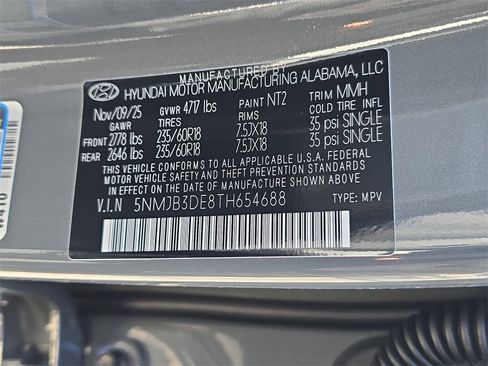 MANUFACTURED BY
HYUNDAI MOTOR MANUFACTURING ALABAMA, LLC
Nov/09/25 GVWR 4717 lbs PAINT NT2 TRIM MMH
GAWR TIRES RIMS COLD TIRE INFL
FRONT 2778 lbs 235/60R18 7.5JX18 35 psi SINGLE
REAR 2646 lbs 235/60R18 7.5JX18 35 psi SINGLE
THIS VEHICLE CONFORMS TO ALL APPLICABLE U.S.A. FEDERAL
MOTOR VEHICLE SAFETY AND THEFT PREVENTION STANDARDS
IN EFFECT ON THE DATE OF MANUFACTURE SHOWN ABOVE.
V.I.N 5NMJB3DE8TH654688 TYPE: MPV